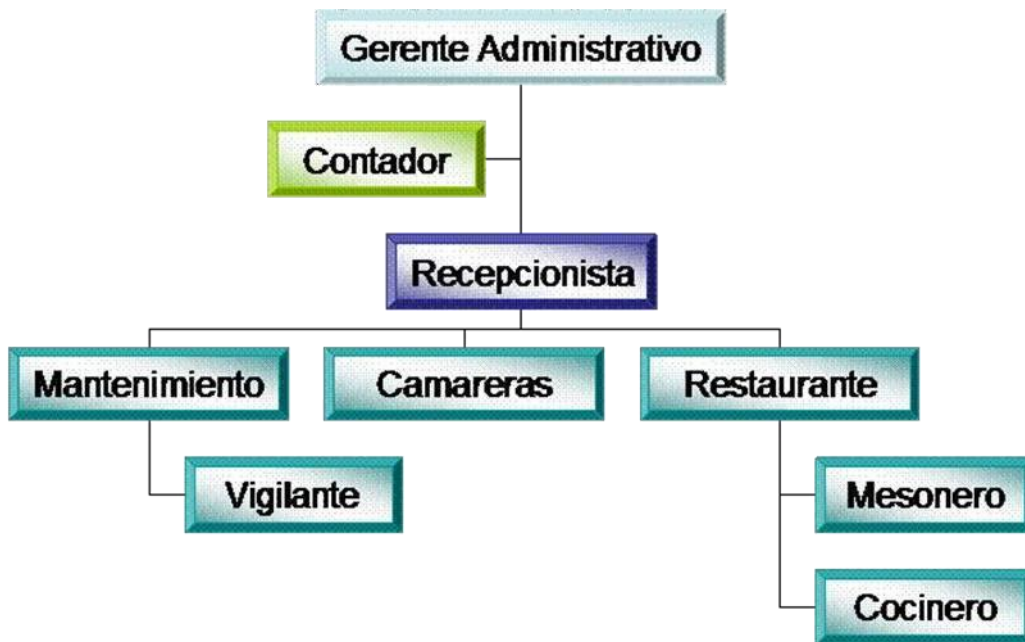 Gerente Administrativo
Contador
Recepcionista
Mantenimiento
Camareras
Restaurante
Vigilante
Mesonero
Cocinero